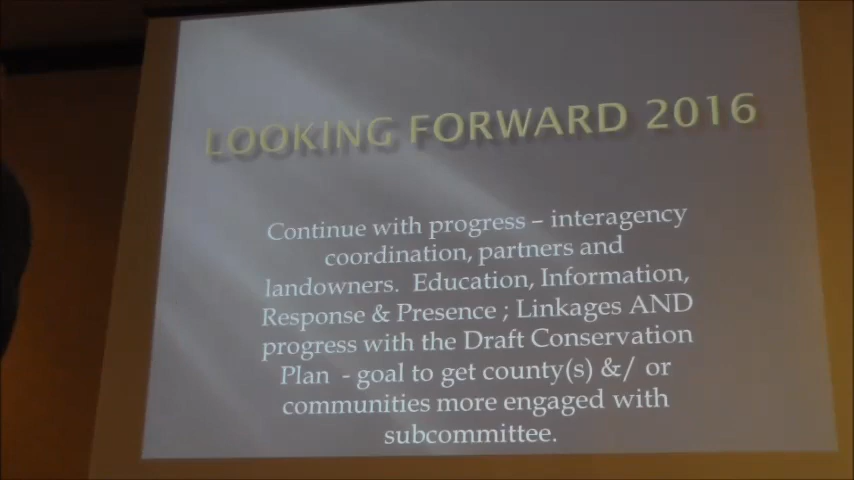 LOOKING FORWARD 2016
Continue with progress – interagency
coordination, partners and
landowners. Education, Information,
Response & Presence ; Linkages AND
progress with the Draft Conservation
Plan - goal to get county(s) &/ or
communities more engaged with
subcommittee.